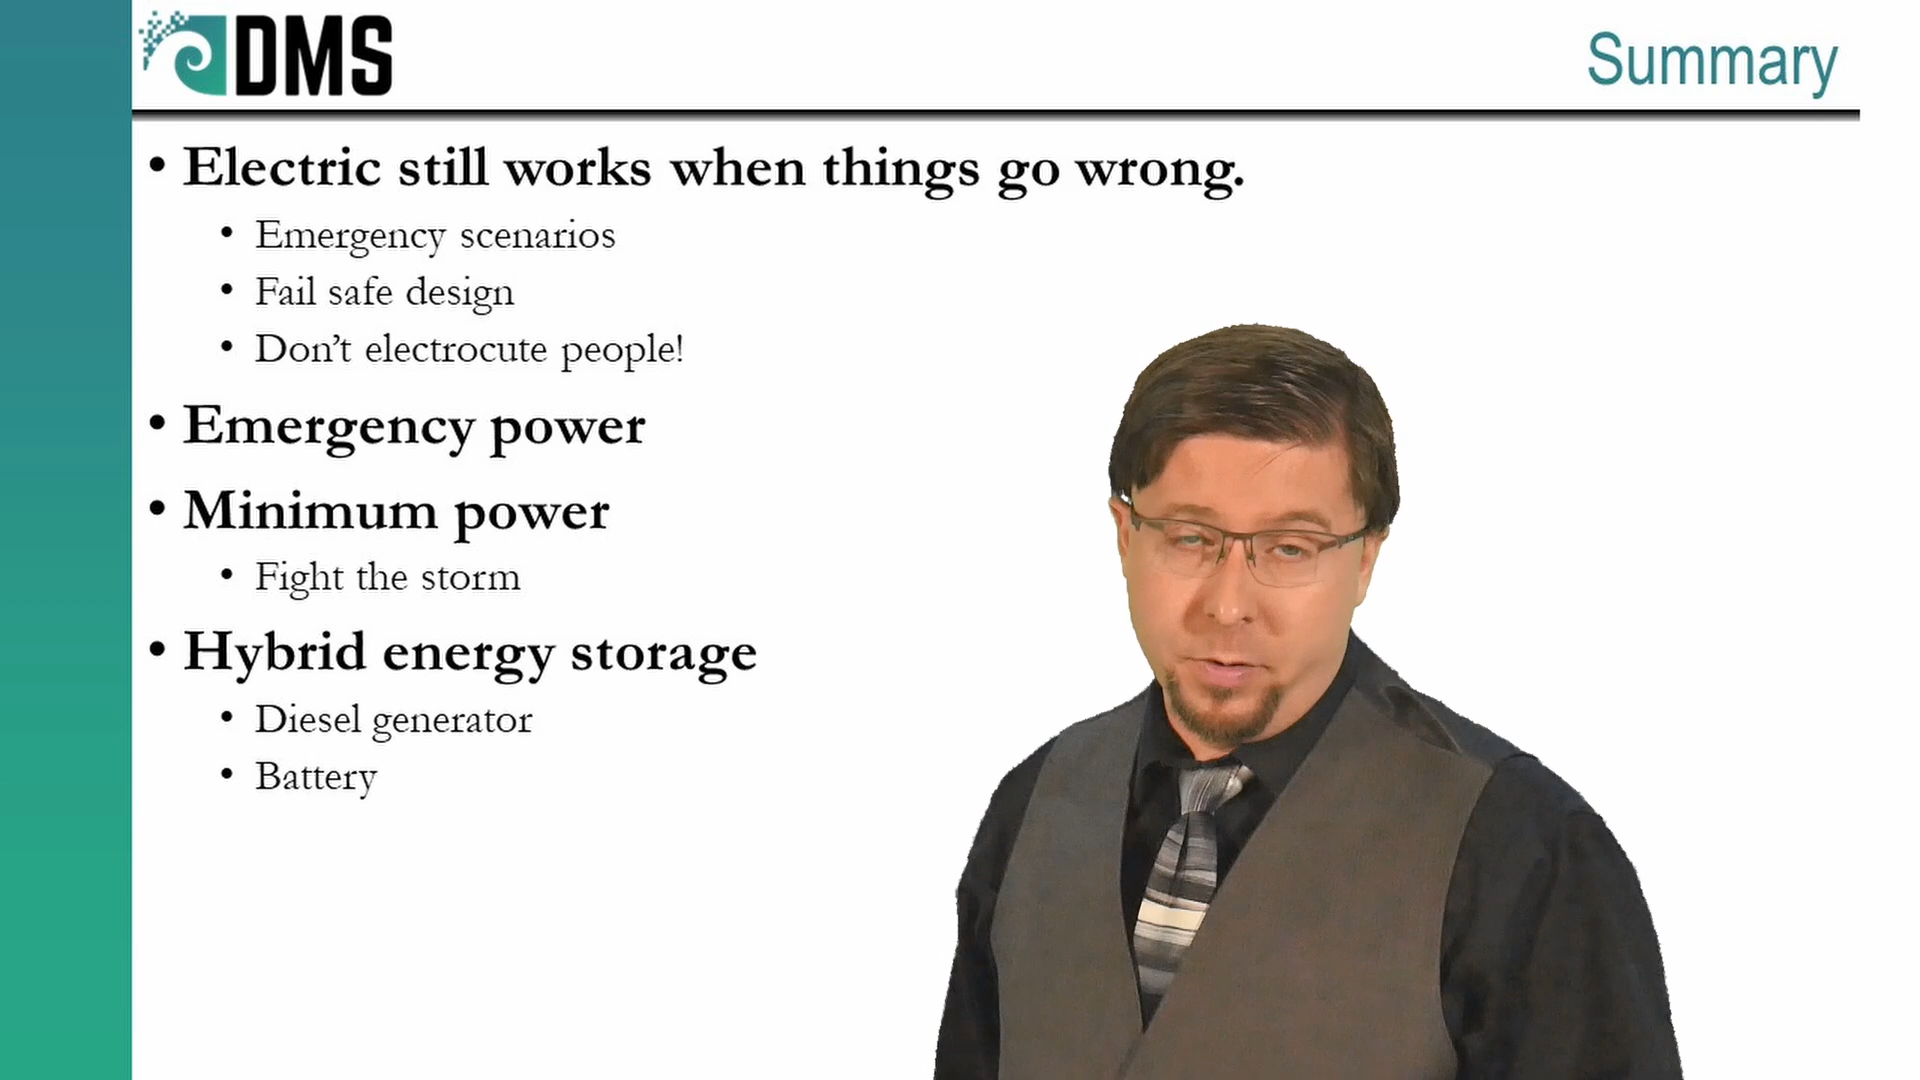 DMS
Summary
• Electric still works when things go wrong.
• Emergency scenarios
• Fail safe design
• Don't electrocute people!
• Emergency power
• Minimum power
• Fight the storm
• Hybrid energy storage
• Diesel generator
• Battery